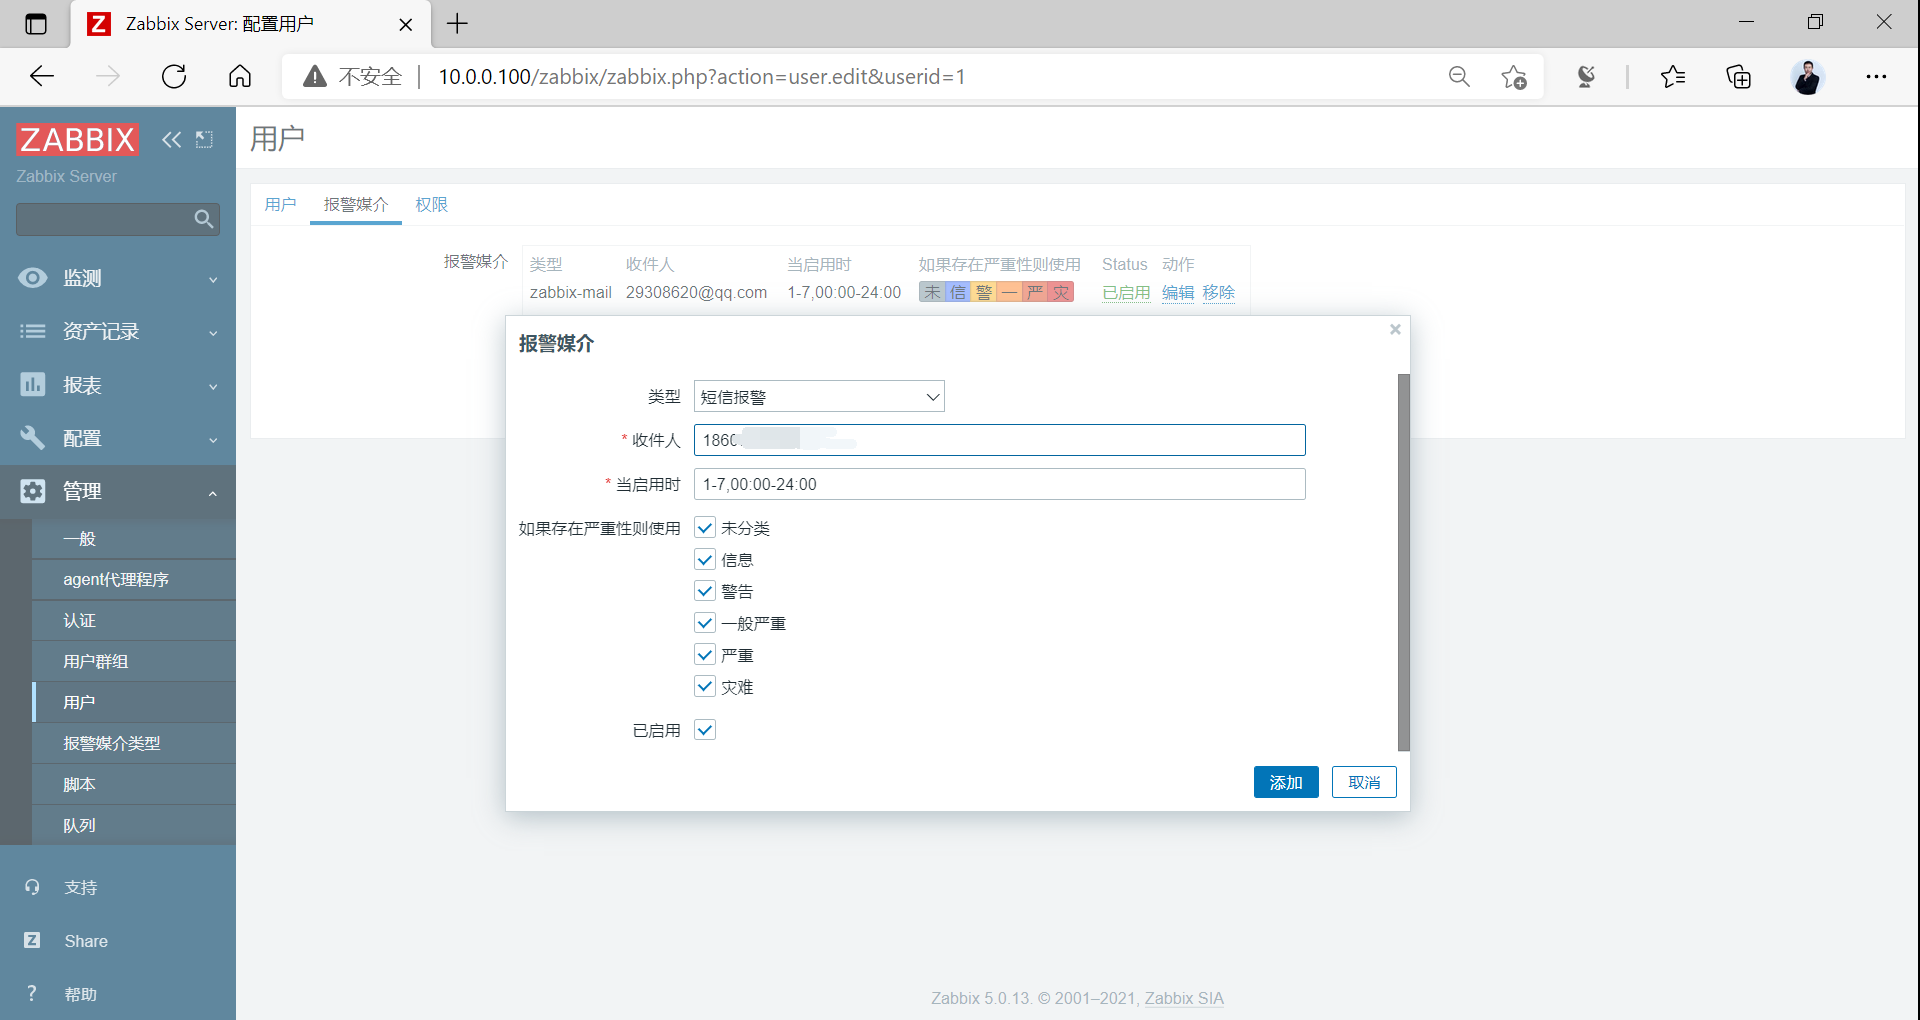 Zabbix Server: 配置用户
不安全
10.0.0.100/zabbix/zabbix.php?action=user.edit&userid=1
ZABBIX
Zabbix Server
监测
资产记录
报表
配置
管理
一般
agent代理程序
认证
用户群组
用户
报警媒介类型
脚本
队列
支持
Share
帮助
用户
用户 报警媒介 权限
报警媒介
类型 收件人 当启用时 如果存在严重性则使用 Status 动作
zabbix-mail 29308620@qq.com 1-7,00:00-24:00 未 信 警 一 严 灾 已启用 编辑 移除
报警媒介
类型 短信报警
* 收件人 1860
* 当启用时 1-7,00:00-24:00
如果存在严重性则使用 未分类
信息
警告
一般严重
严重
灾难
已启用
添加 取消
Zabbix 5.0.13. © 2001–2021, Zabbix SIA